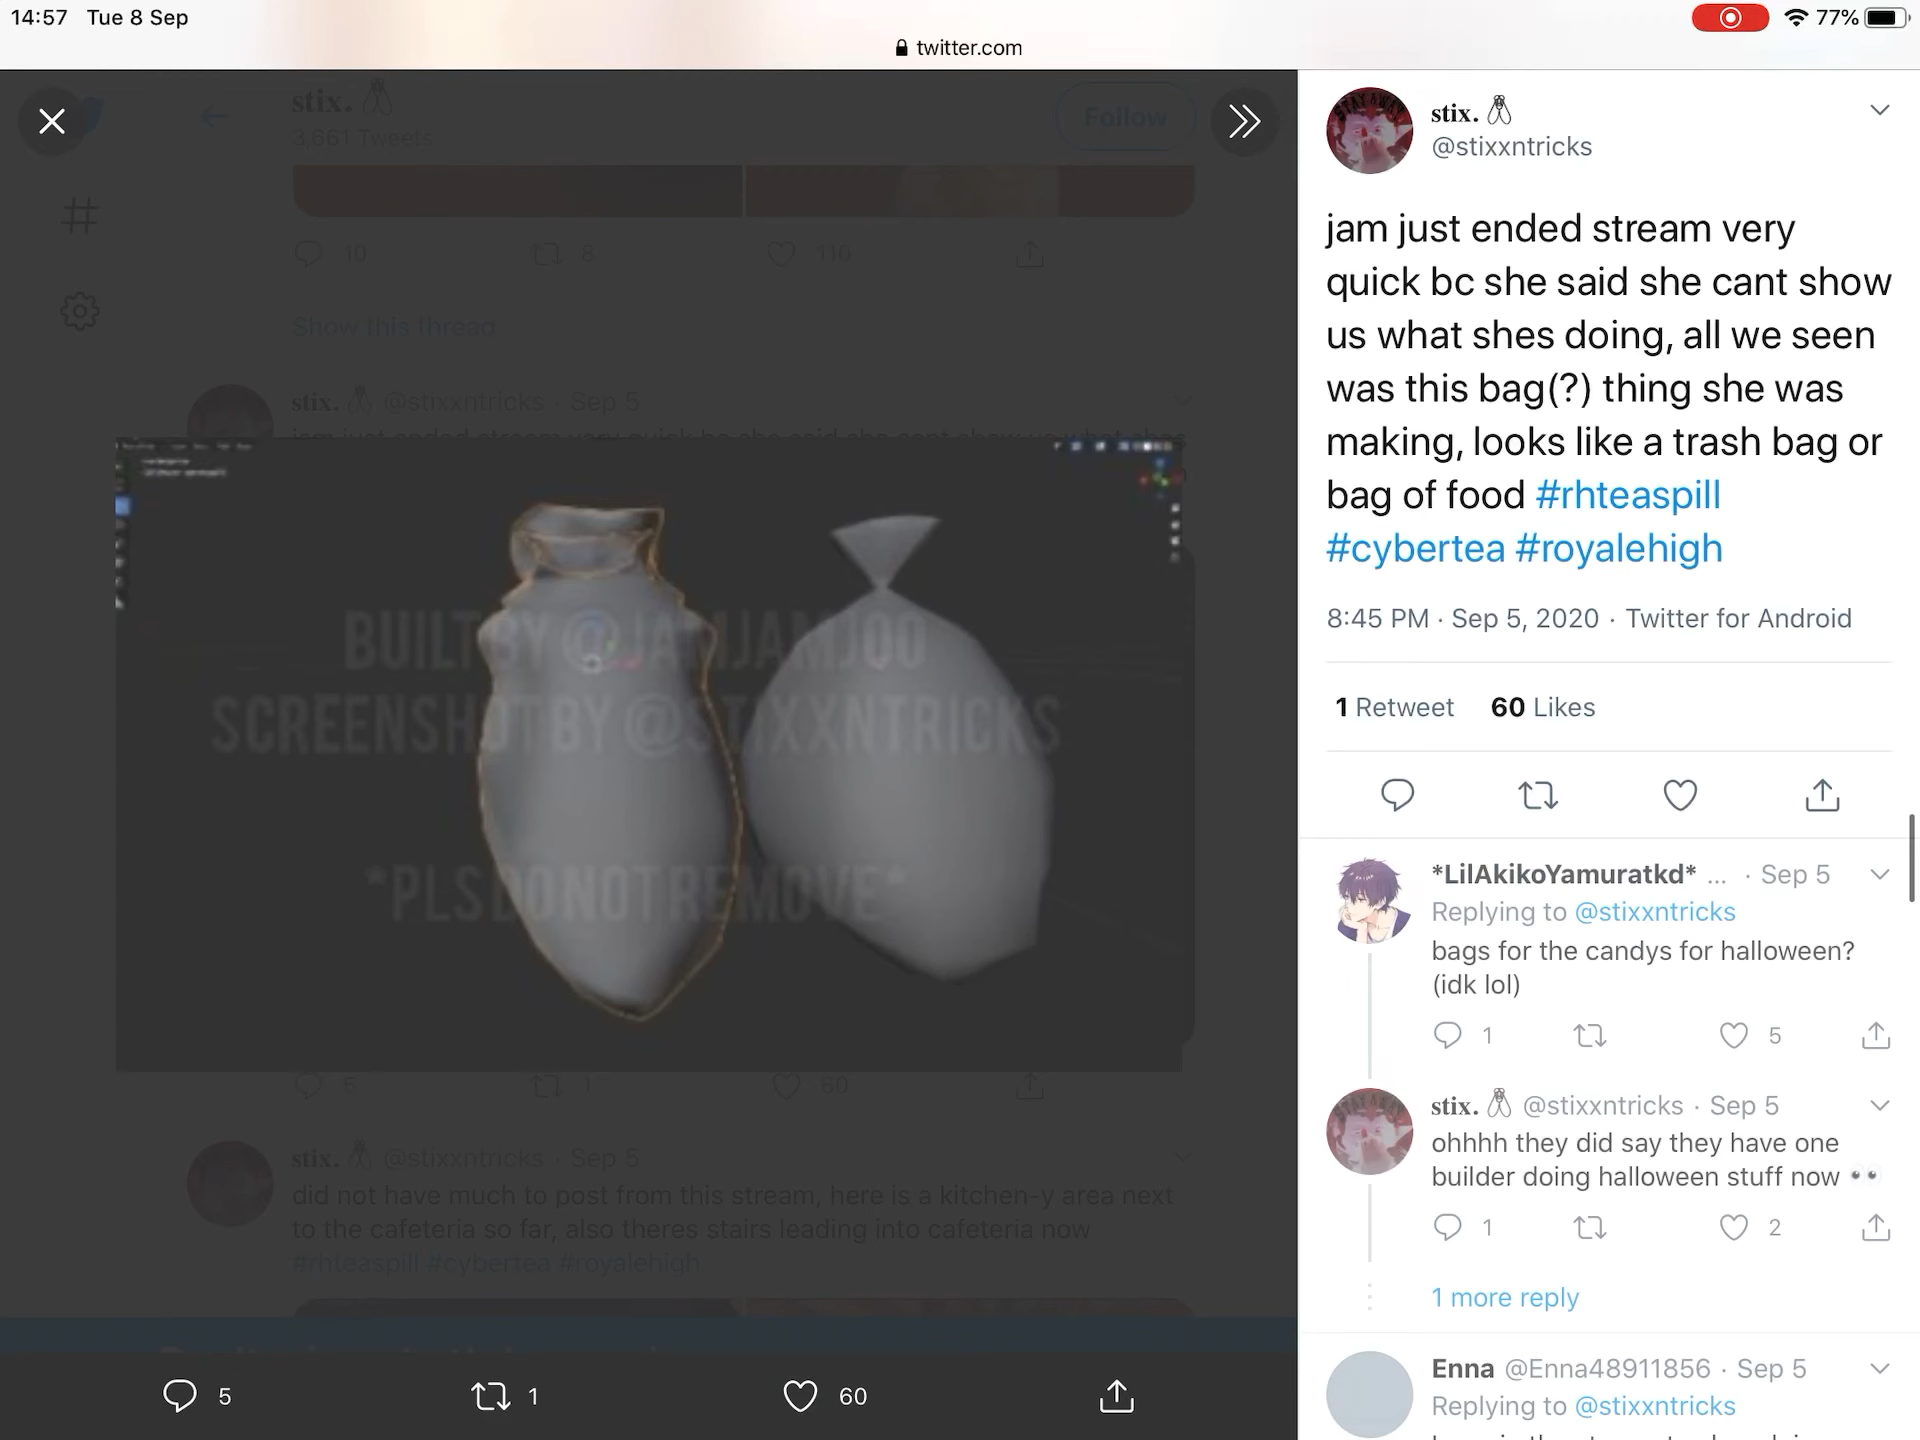 14:57 Tue 8 Sep
77%
twitter.com
stix.
3,661 Tweets
Follow
10 8 110
Show this thread
stix. @stixxntricks · Sep 5
BUILT BY @JAMJAMJOO
SCREENSHOT BY @STIXXNTRICKS
*PLS DO NOT REMOVE*
6 1 60
stix. @stixxntricks · Sep 5
did not have much to post from this stream, here is a kitchen-y area next
to the cafeteria so far, also theres stairs leading into cafeteria now
#rhteaspill #cybertea #royalehigh
5 1 60
stix.
@stixxntricks
jam just ended stream very
quick bc she said she cant show
us what shes doing, all we seen
was this bag(?) thing she was
making, looks like a trash bag or
bag of food #rhteaspill
#cybertea #royalehigh
8:45 PM · Sep 5, 2020 · Twitter for Android
1 Retweet 60 Likes
*LilAkikoYamuratkd* ... · Sep 5
Replying to @stixxntricks
bags for the candys for halloween?
(idk lol)
1 5
stix. @stixxntricks · Sep 5
ohhhh they did say they have one
builder doing halloween stuff now 👀
1 2
1 more reply
Enna @Enna48911856 · Sep 5
Replying to @stixxntricks